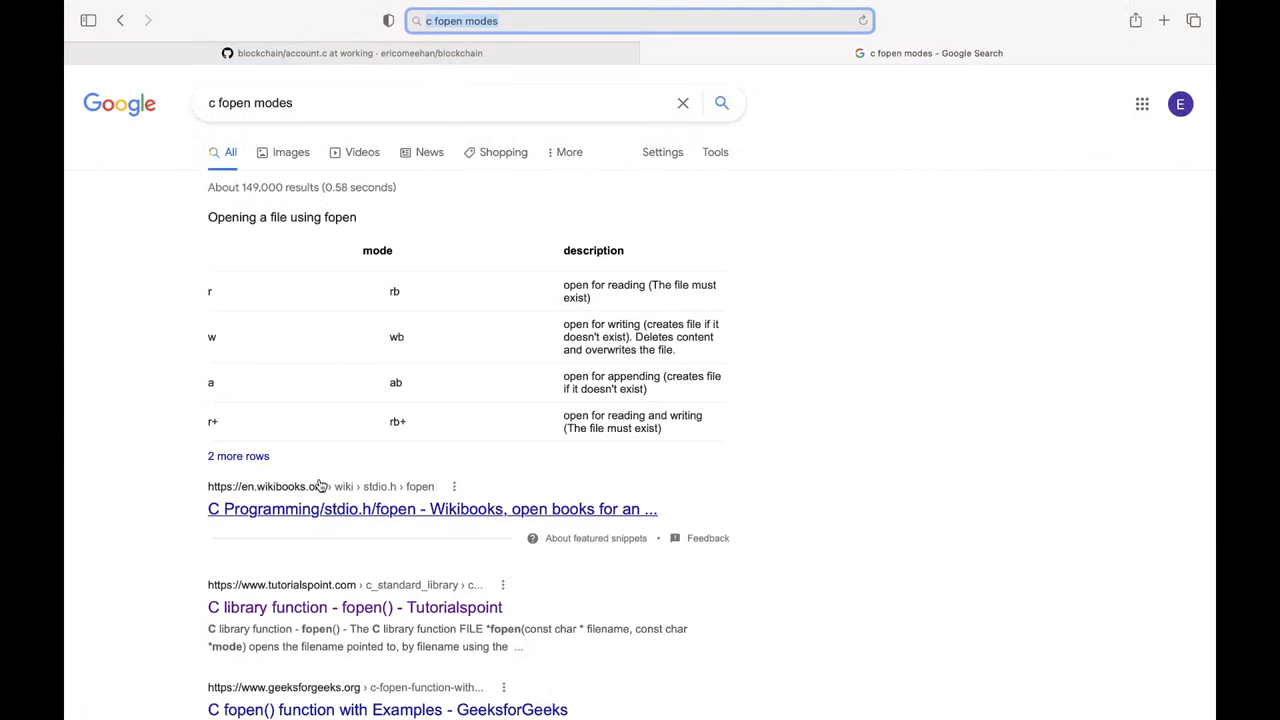 c fopen modes
blockchain/account.c at working · ericomeehan/blockchain
c fopen modes - Google Search
Google
c fopen modes
E
All
Images
Videos
News
Shopping
More
Settings
Tools
About 149,000 results (0.58 seconds)
Opening a file using fopen
mode description
r rb open for reading (The file must
exist)
w wb open for writing (creates file if it
doesn't exist). Deletes content
and overwrites the file.
a ab open for appending (creates file
if it doesn't exist)
r+ rb+ open for reading and writing
(The file must exist)
2 more rows
https://en.wikibooks.org › wiki › stdio.h › fopen
C Programming/stdio.h/fopen - Wikibooks, open books for an ...
About featured snippets • Feedback
https://www.tutorialspoint.com › c_standard_library › c...
C library function - fopen() - Tutorialspoint
C library function - fopen() - The C library function FILE *fopen(const char * filename, const char
*mode) opens the filename pointed to, by filename using the ...
https://www.geeksforgeeks.org › c-fopen-function-with...
C fopen() function with Examples - GeeksforGeeks